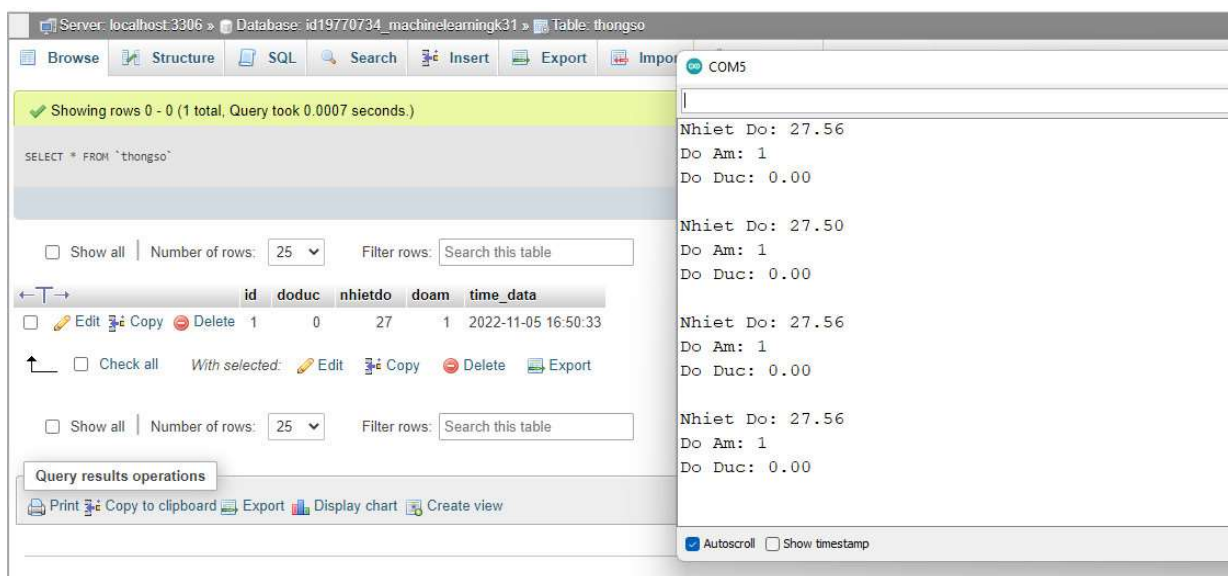 Server: localhost:3306 » Database: id19770734_machinelearningk31 » Table: thongso
Browse Structure SQL Search Insert Export Impor
Showing rows 0 - 0 (1 total, Query took 0.0007 seconds.)
SELECT * FROM `thongso`
Show all Number of rows: 25 Filter rows: Search this table
id doduc nhietdo doam time_data
Edit Copy Delete 1 0 27 1 2022-11-05 16:50:33
Check all With selected: Edit Copy Delete Export
Show all Number of rows: 25 Filter rows: Search this table
Query results operations
Print Copy to clipboard Export Display chart Create view
COM5
Nhiet Do: 27.56
Do Am: 1
Do Duc: 0.00
Nhiet Do: 27.50
Do Am: 1
Do Duc: 0.00
Nhiet Do: 27.56
Do Am: 1
Do Duc: 0.00
Nhiet Do: 27.56
Do Am: 1
Do Duc: 0.00
Autoscroll Show timestamp